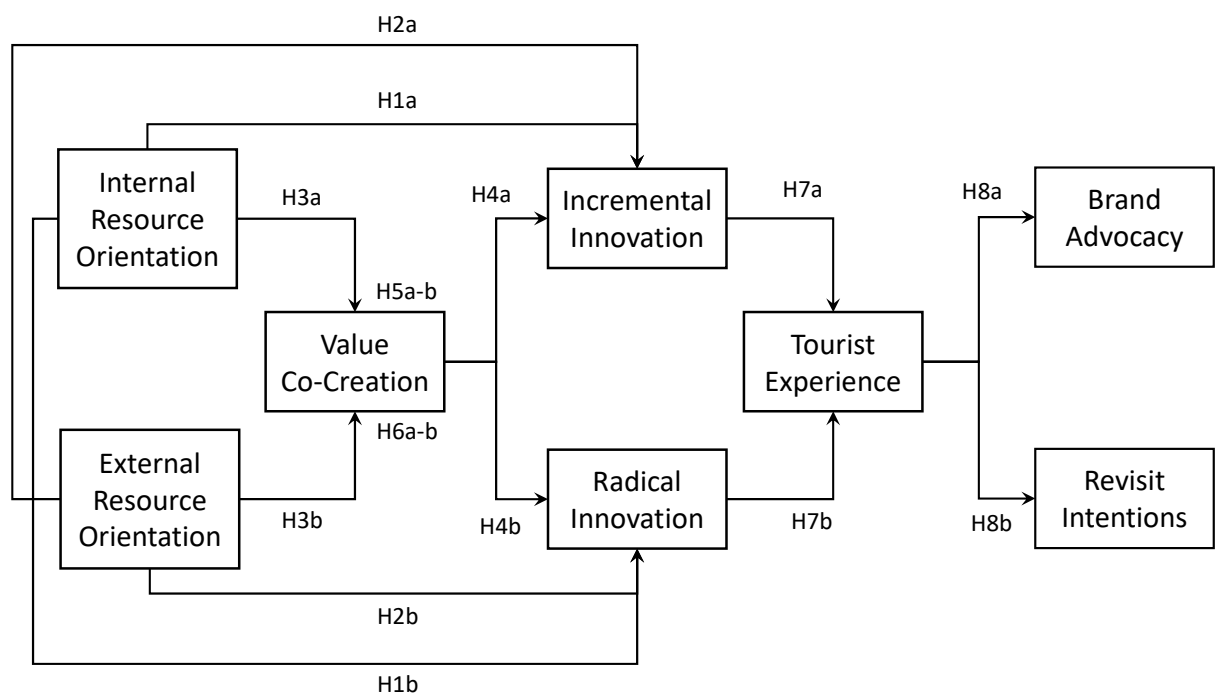 H2a
H1a
Internal
Resource
Orientation
H3a
H4a
Incremental
Innovation
H7a
H8a
Brand
Advocacy
H5a-b
Value
Co-Creation
H6a-b
Tourist
Experience
External
Resource
Orientation
H3b
H4b
Radical
Innovation
H7b
H8b
Revisit
Intentions
H2b
H1b